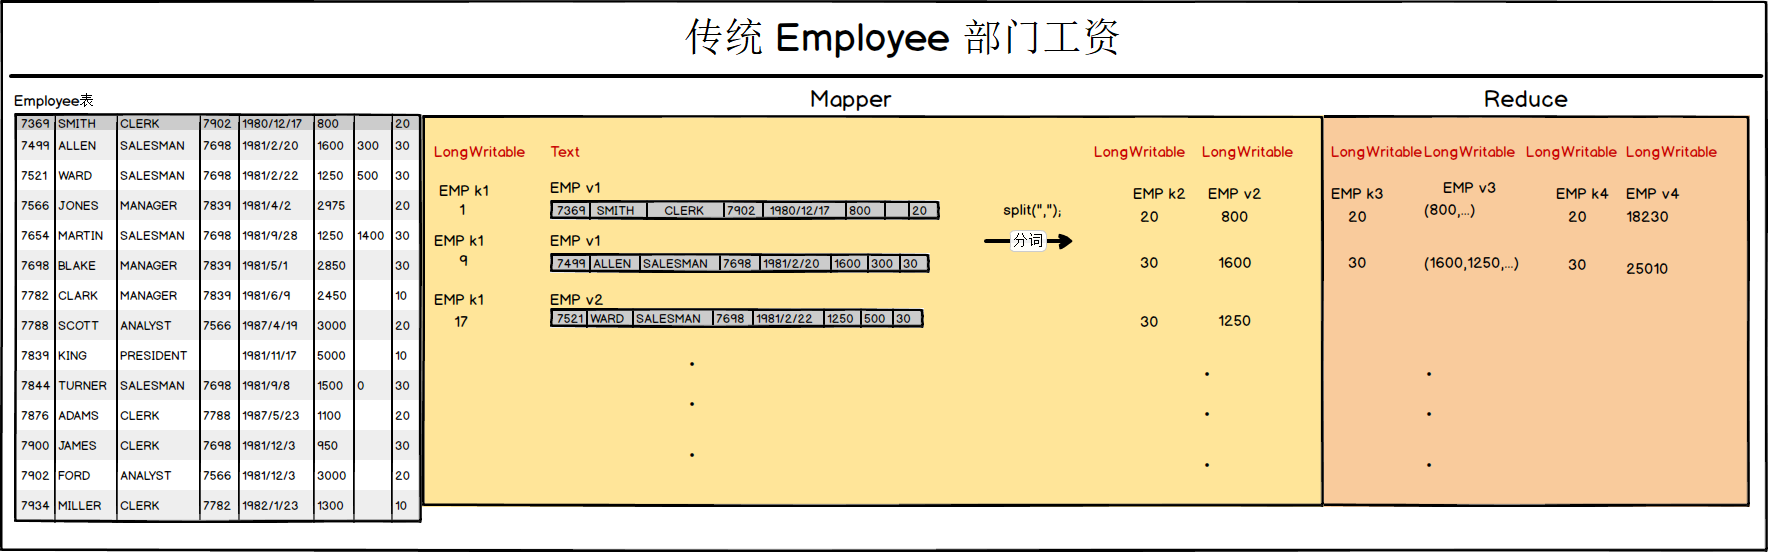 传统 Employee 部门工资
Employee表
Mapper
Reduce
7369 SMITH CLERK 7902 1980/12/17 800 20
7499 ALLEN SALESMAN 7698 1981/2/20 1600 300 30
7521 WARD SALESMAN 7698 1981/2/22 1250 500 30
7566 JONES MANAGER 7839 1981/4/2 2975 20
7654 MARTIN SALESMAN 7698 1981/9/28 1250 1400 30
7698 BLAKE MANAGER 7839 1981/5/1 2850 30
7782 CLARK MANAGER 7839 1981/6/9 2450 10
7788 SCOTT ANALYST 7566 1987/4/19 3000 20
7839 KING PRESIDENT 1981/11/17 5000 10
7844 TURNER SALESMAN 7698 1981/9/8 1500 0 30
7876 ADAMS CLERK 7788 1987/5/23 1100 20
7900 JAMES CLERK 7698 1981/12/3 950 30
7902 FORD ANALYST 7566 1981/12/3 3000 20
7934 MILLER CLERK 7782 1982/1/23 1300 10
LongWritable Text
EMP k1 EMP v1
1 7369 SMITH CLERK 7902 1980/12/17 800 20
EMP k1 EMP v1
9 7499 ALLEN SALESMAN 7698 1981/2/20 1600 300 30
EMP k1 EMP v2
17 7521 WARD SALESMAN 7698 1981/2/22 1250 500 30
split(",");
分词
LongWritable LongWritable
EMP k2 EMP v2
20 800
30 1600
30 1250
LongWritable LongWritable LongWritable LongWritable
EMP k3 EMP v3 EMP k4 EMP v4
20 (800,...) 20 18230
30 (1600,1250,...) 30 25010